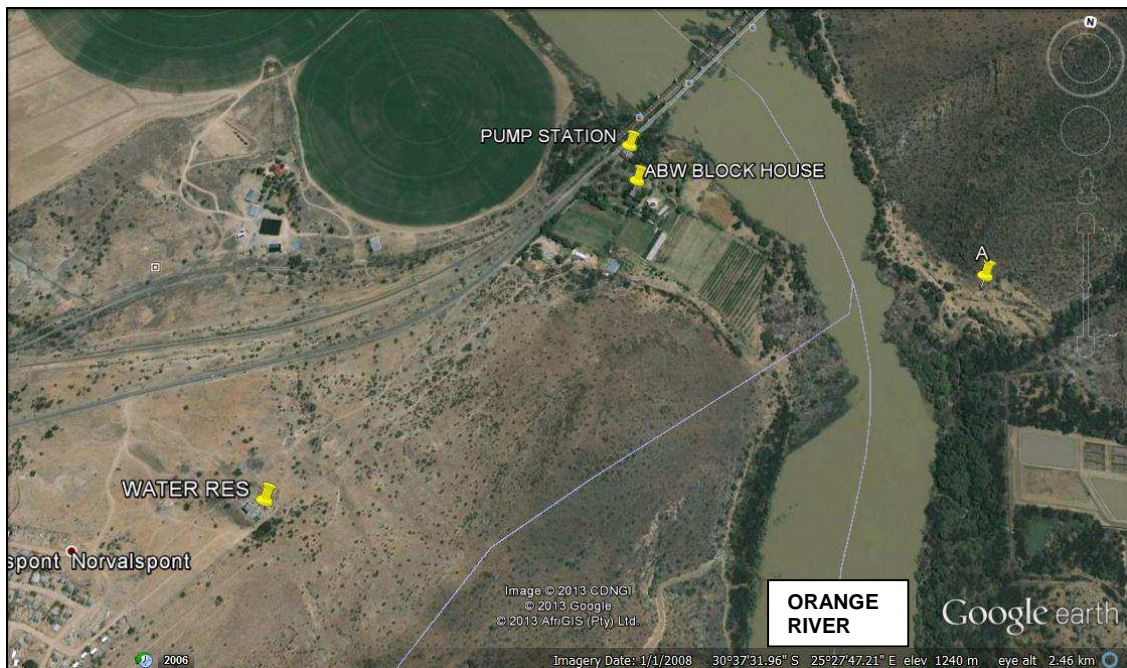 N
PUMP STATION
ABW BLOCK HOUSE
A
WATER RES
spont Norvalspont
Image © 2013 CDNGI
© 2013 Google
© 2013 AfriGIS (Pty) Ltd.
ORANGE
RIVER
Google earth
2006
Imagery Date: 1/1/2008 30°37'31.96" S 25°27'47.21" E elev 1240 m eye alt 2.46 km